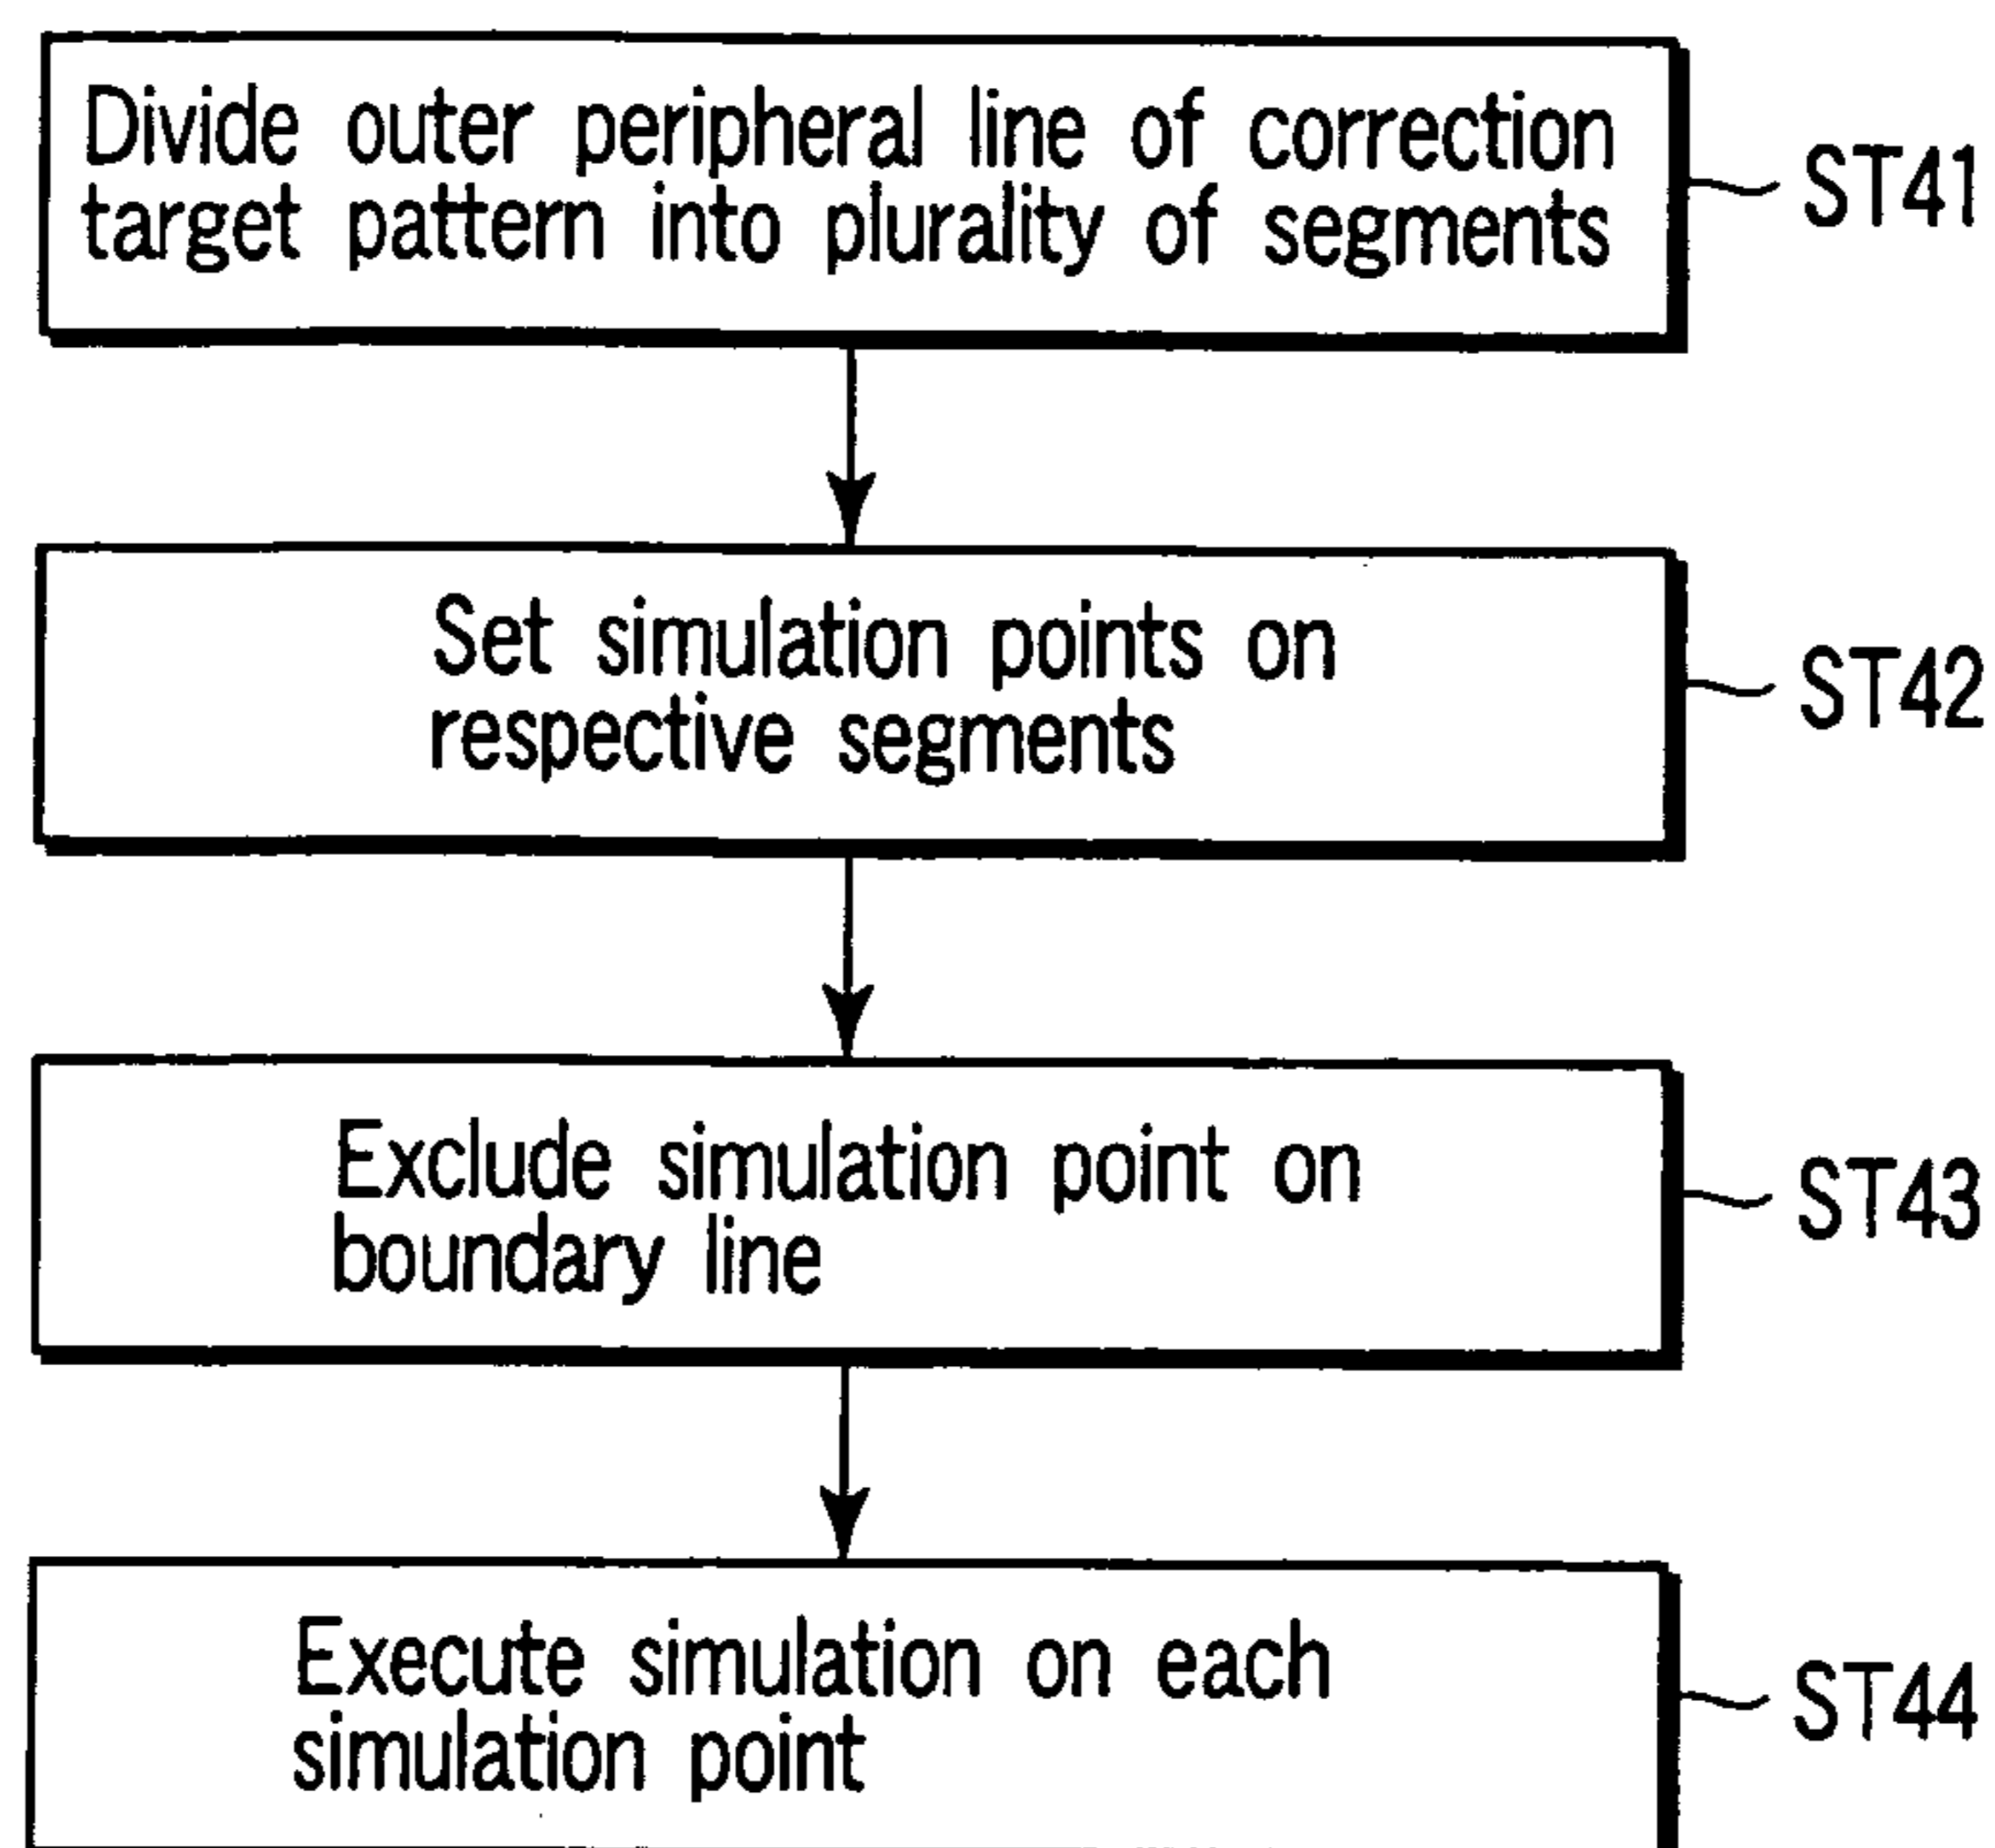 Divide outer peripheral line of correction
target pattern into plurality of segments
ST41
Set simulation points on
respective segments
ST42
Exclude simulation point on
boundary line
ST43
Execute simulation on each
simulation point
ST44